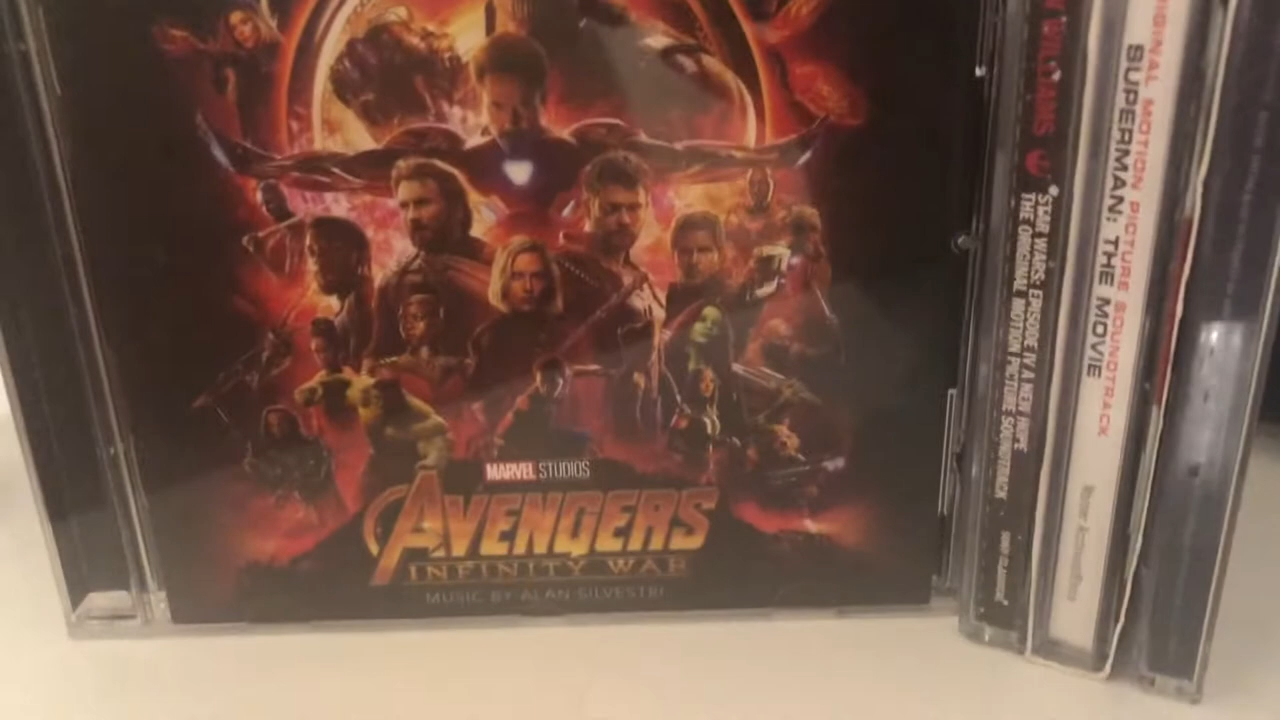 MARVEL STUDIOS
AVENGERS
INFINITY WAR
MUSIC BY ALAN SILVESTRI
WILLIAMS
STAR WARS: EPISODE IV A NEW HOPE
THE ORIGINAL MOTION PICTURE SOUNDTRACK
ORIGINAL MOTION PICTURE SOUNDTRACK
SUPERMAN: THE MOVIE